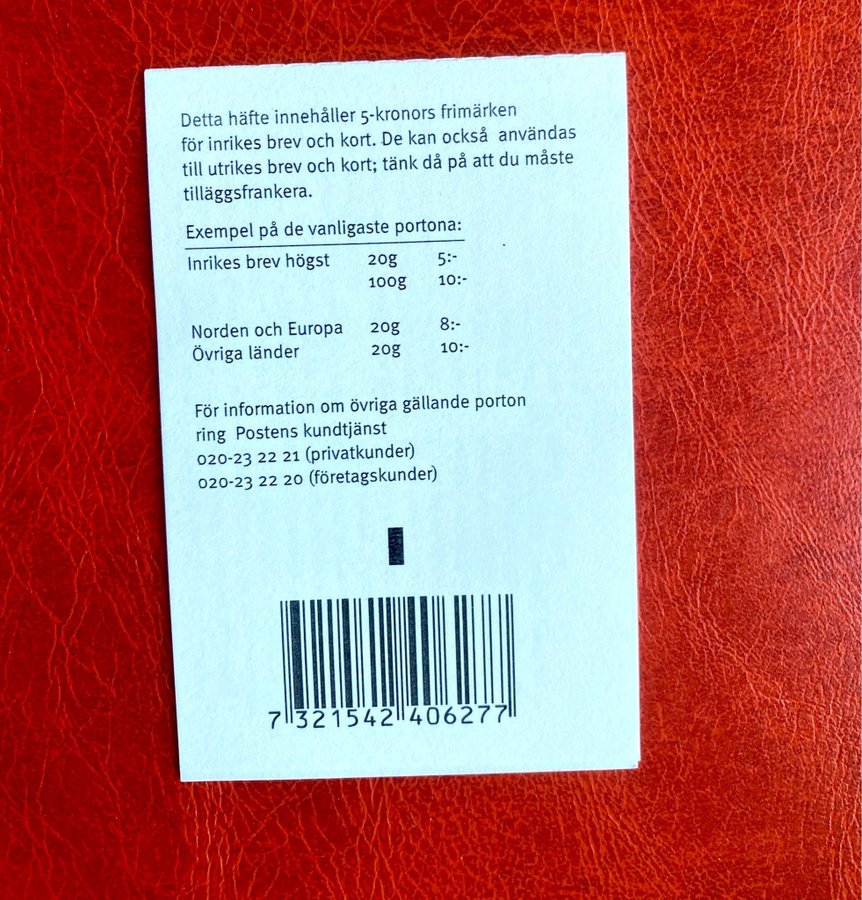 Detta häfte innehåller 5-kronors frimärken
för inrikes brev och kort. De kan också användas
till utrikes brev och kort; tänk då på att du måste
tilläggsfrankera.
Exempel på de vanligaste portona:
Inrikes brev högst 20g 5:-
100g 10:-
Norden och Europa 20g 8:-
Övriga länder 20g 10:-
För information om övriga gällande porton
ring Postens kundtjänst
020-23 22 21 (privatkunder)
020-23 22 20 (företagskunder)
7 321542 406277